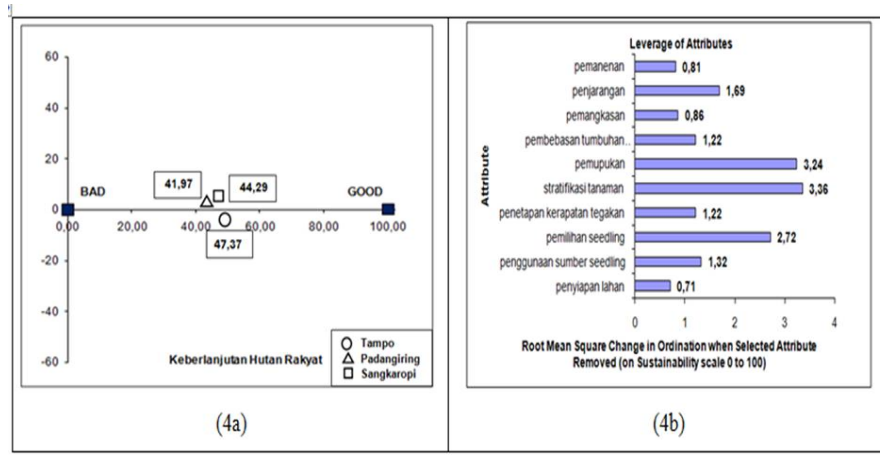 60
40
20
0
-20
-40
-60
BAD
GOOD
41,97
44,29
47,37
0,00
20,00
40,00
60,00
80,00
100,00
Keberlanjutan Hutan Rakyat
Tampo
Padangiring
Sangkaropi
(4a)
Leverage of Attributes
Attribute
pemanenan 0,81
penjarangan 1,69
pemangkasan 0,86
pembebasan tumbuhan.. 1,22
pemupukan 3,24
stratifikasi tanaman 3,36
penetapan kerapatan tegakan 1,22
pemilihan seedling 2,72
penggunaan sumber seedling 1,32
penyiapan lahan 0,71
0 1 2 3 4
Root Mean Square Change in Ordination when Selected Attribute
Removed (on Sustainability scale 0 to 100)
(4b)